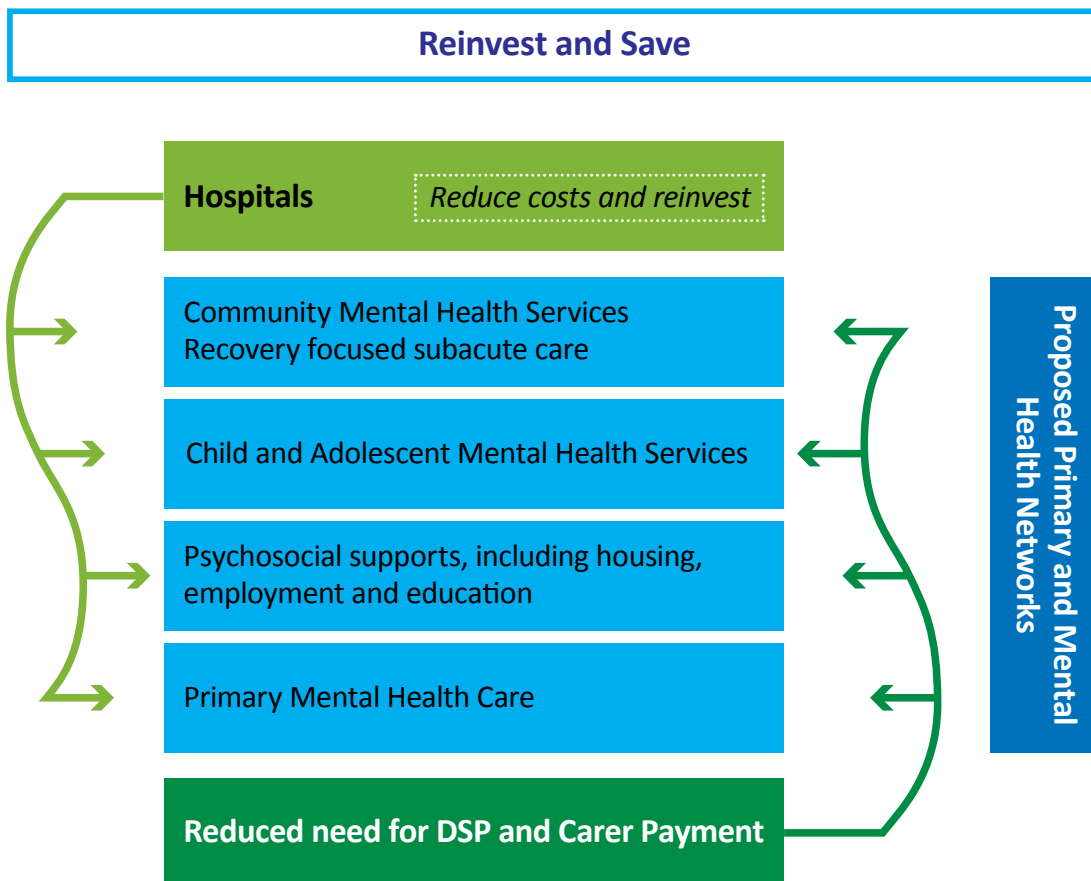 Reinvest and Save
Hospitals
Reduce costs and reinvest
Community Mental Health Services
Recovery focused subacute care
Child and Adolescent Mental Health Services
Psychosocial supports, including housing,
employment and education
Primary Mental Health Care
Reduced need for DSP and Carer Payment
Proposed Primary and Mental
Health Networks